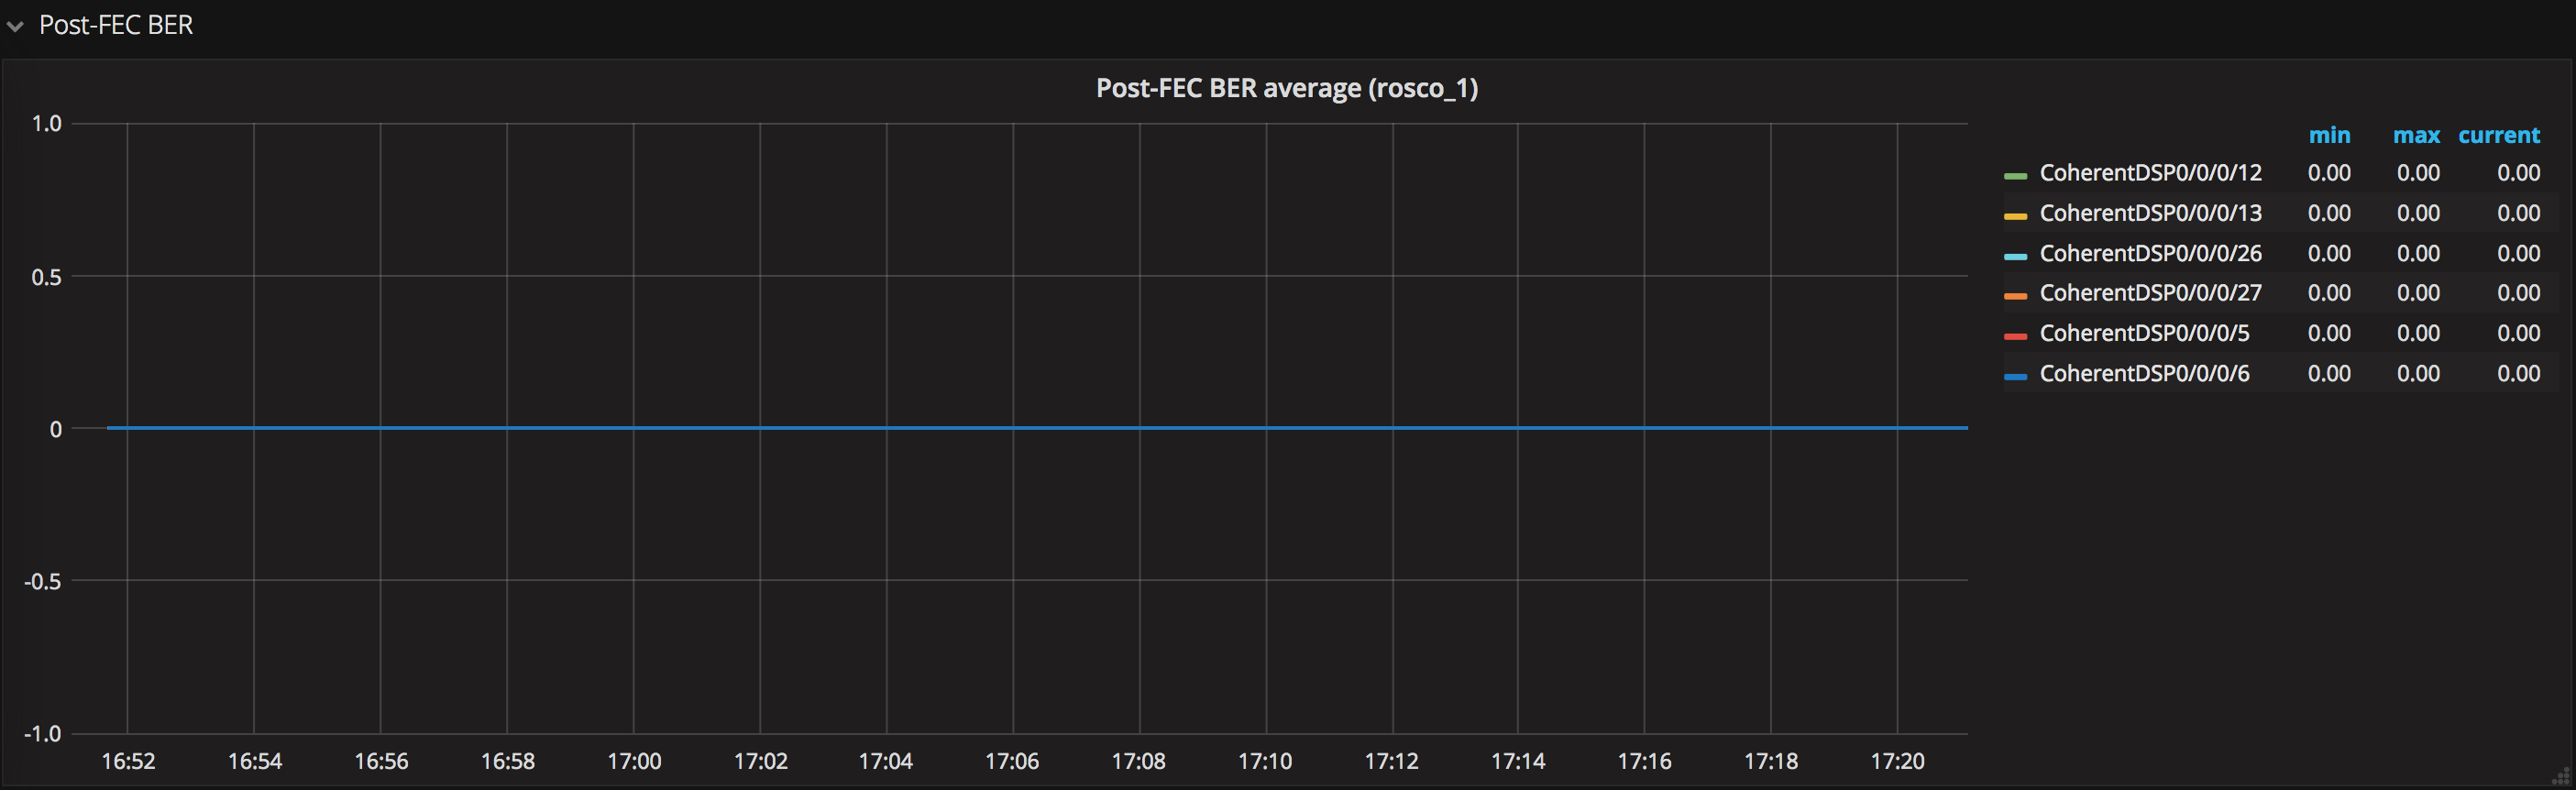 Post-FEC BER
Post-FEC BER average (rosco_1)
1.0
0.5
0
-0.5
-1.0
16:52 16:54 16:56 16:58 17:00 17:02 17:04 17:06 17:08 17:10 17:12 17:14 17:16 17:18 17:20
min max current
CoherentDSP0/0/0/12 0.00 0.00 0.00
CoherentDSP0/0/0/13 0.00 0.00 0.00
CoherentDSP0/0/0/26 0.00 0.00 0.00
CoherentDSP0/0/0/27 0.00 0.00 0.00
CoherentDSP0/0/0/5 0.00 0.00 0.00
CoherentDSP0/0/0/6 0.00 0.00 0.00